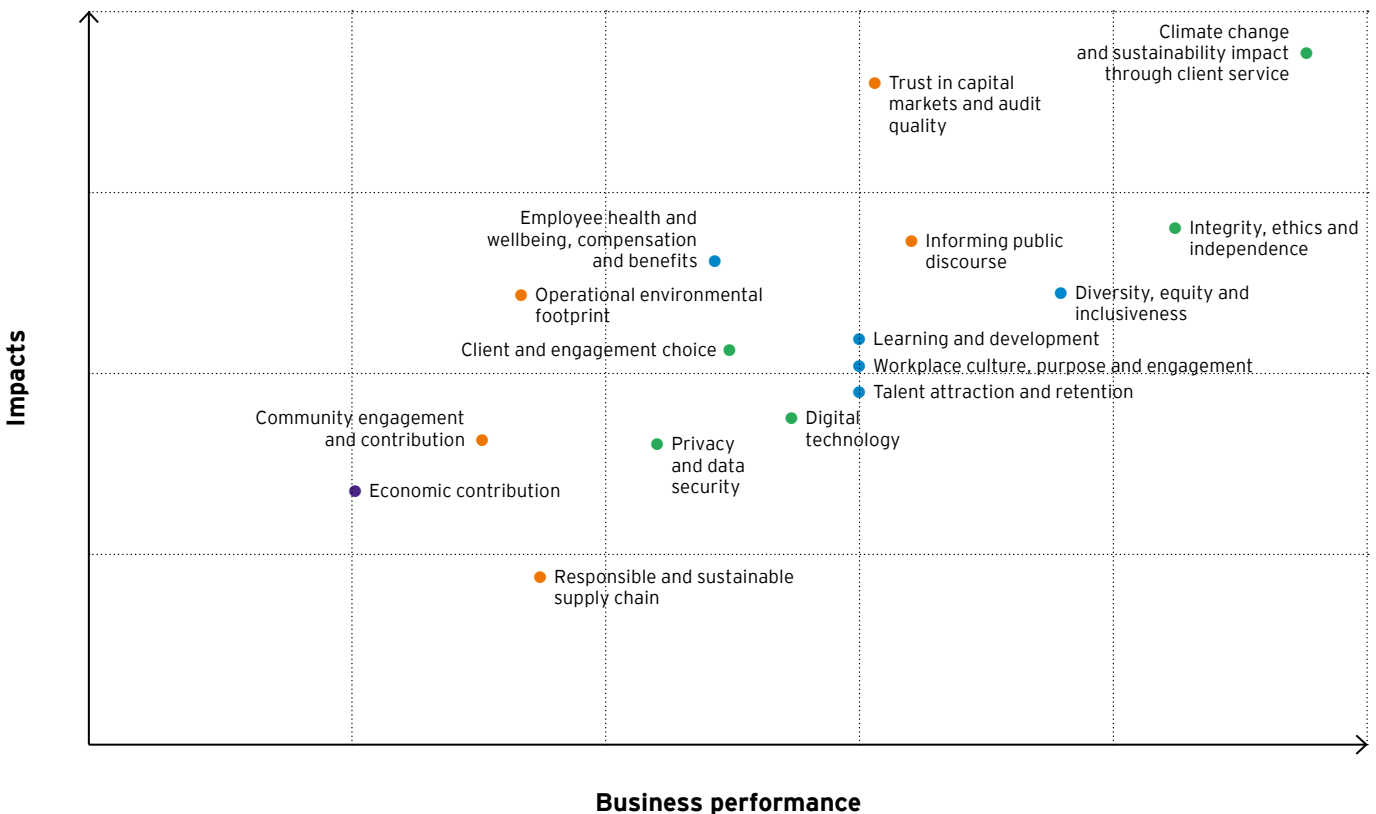 Climate change
and sustainability impact
through client service
Trust in capital
markets and audit
quality
Employee health and
wellbeing, compensation
and benefits
Integrity, ethics and
independence
Informing public
discourse
Operational environmental
footprint
Diversity, equity and
inclusiveness
Client and engagement choice
Learning and development
Workplace culture, purpose and engagement
Talent attraction and retention
Community engagement
and contribution
Digital
technology
Privacy
and data
security
Economic contribution
Responsible and sustainable
supply chain
Impacts
Business performance